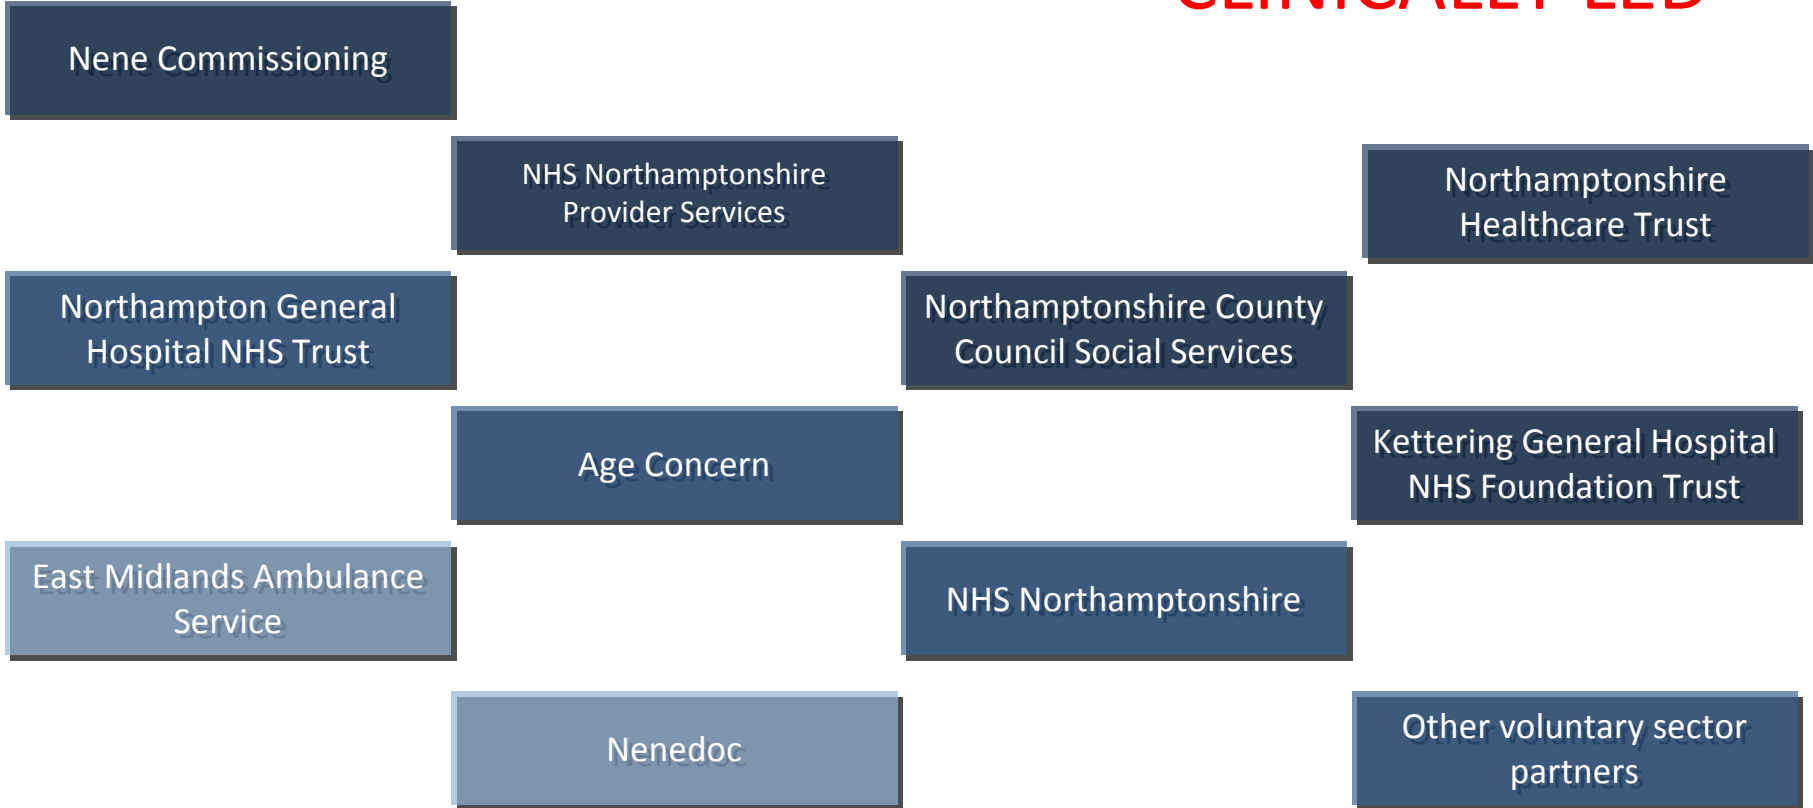 CLINICALLY LED
Nene Commissioning
NHS Northamptonshire
Provider Services
Northamptonshire
Healthcare Trust
Northampton General
Hospital NHS Trust
Northamptonshire County
Council Social Services
Age Concern
Kettering General Hospital
NHS Foundation Trust
East Midlands Ambulance
Service
NHS Northamptonshire
Nenedoc
Other voluntary sector
partners